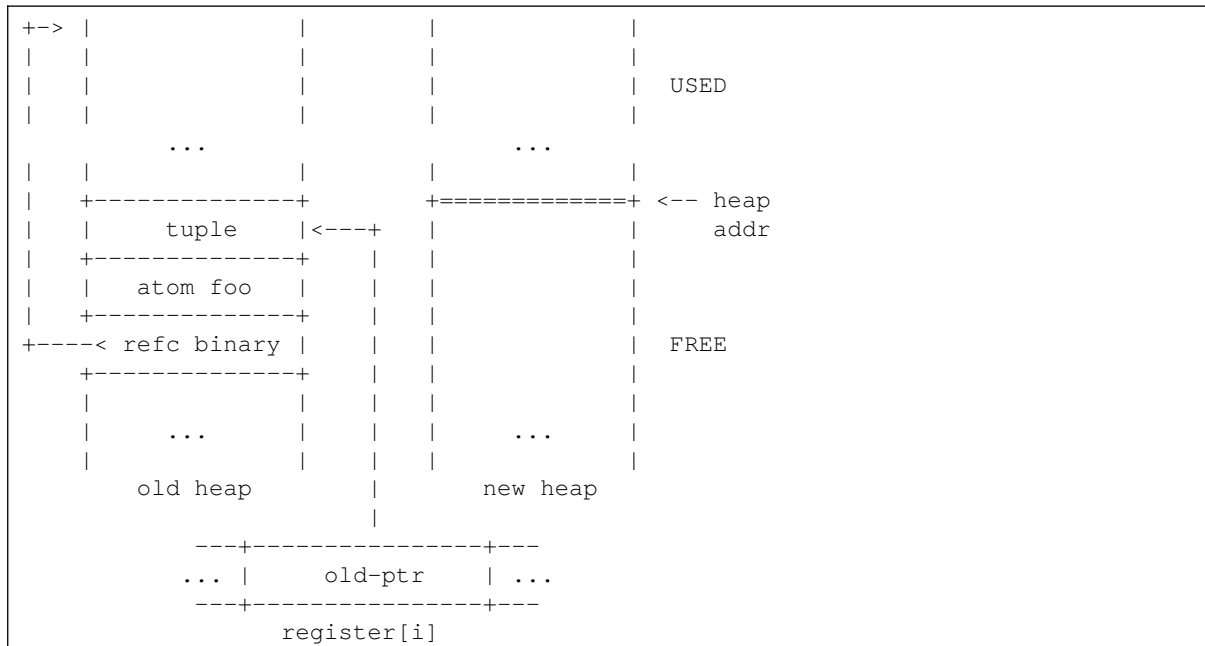 +-> |               |        |             |
|   |               |        |             |
|   |               |        |             |  USED
|   |               |        |             |
          ...                      ...
|   |               |        |             |
|   +--------------+        +=============+ <-- heap
|   |     tuple    |<---+   |             |     addr
|   +--------------+    |   |             |
|   |   atom foo   |    |   |             |
|   +--------------+    |   |             |
+----< refc binary |    |   |             |  FREE
    +--------------+    |   |             |
    |              |    |   |             |
    |     ...      |    |   |     ...     |
    |              |    |   |             |
       old heap         |      new heap
                        |
            ---+----------------+---
           ... |     old-ptr    | ...
            ---+----------------+---
                  register[i]